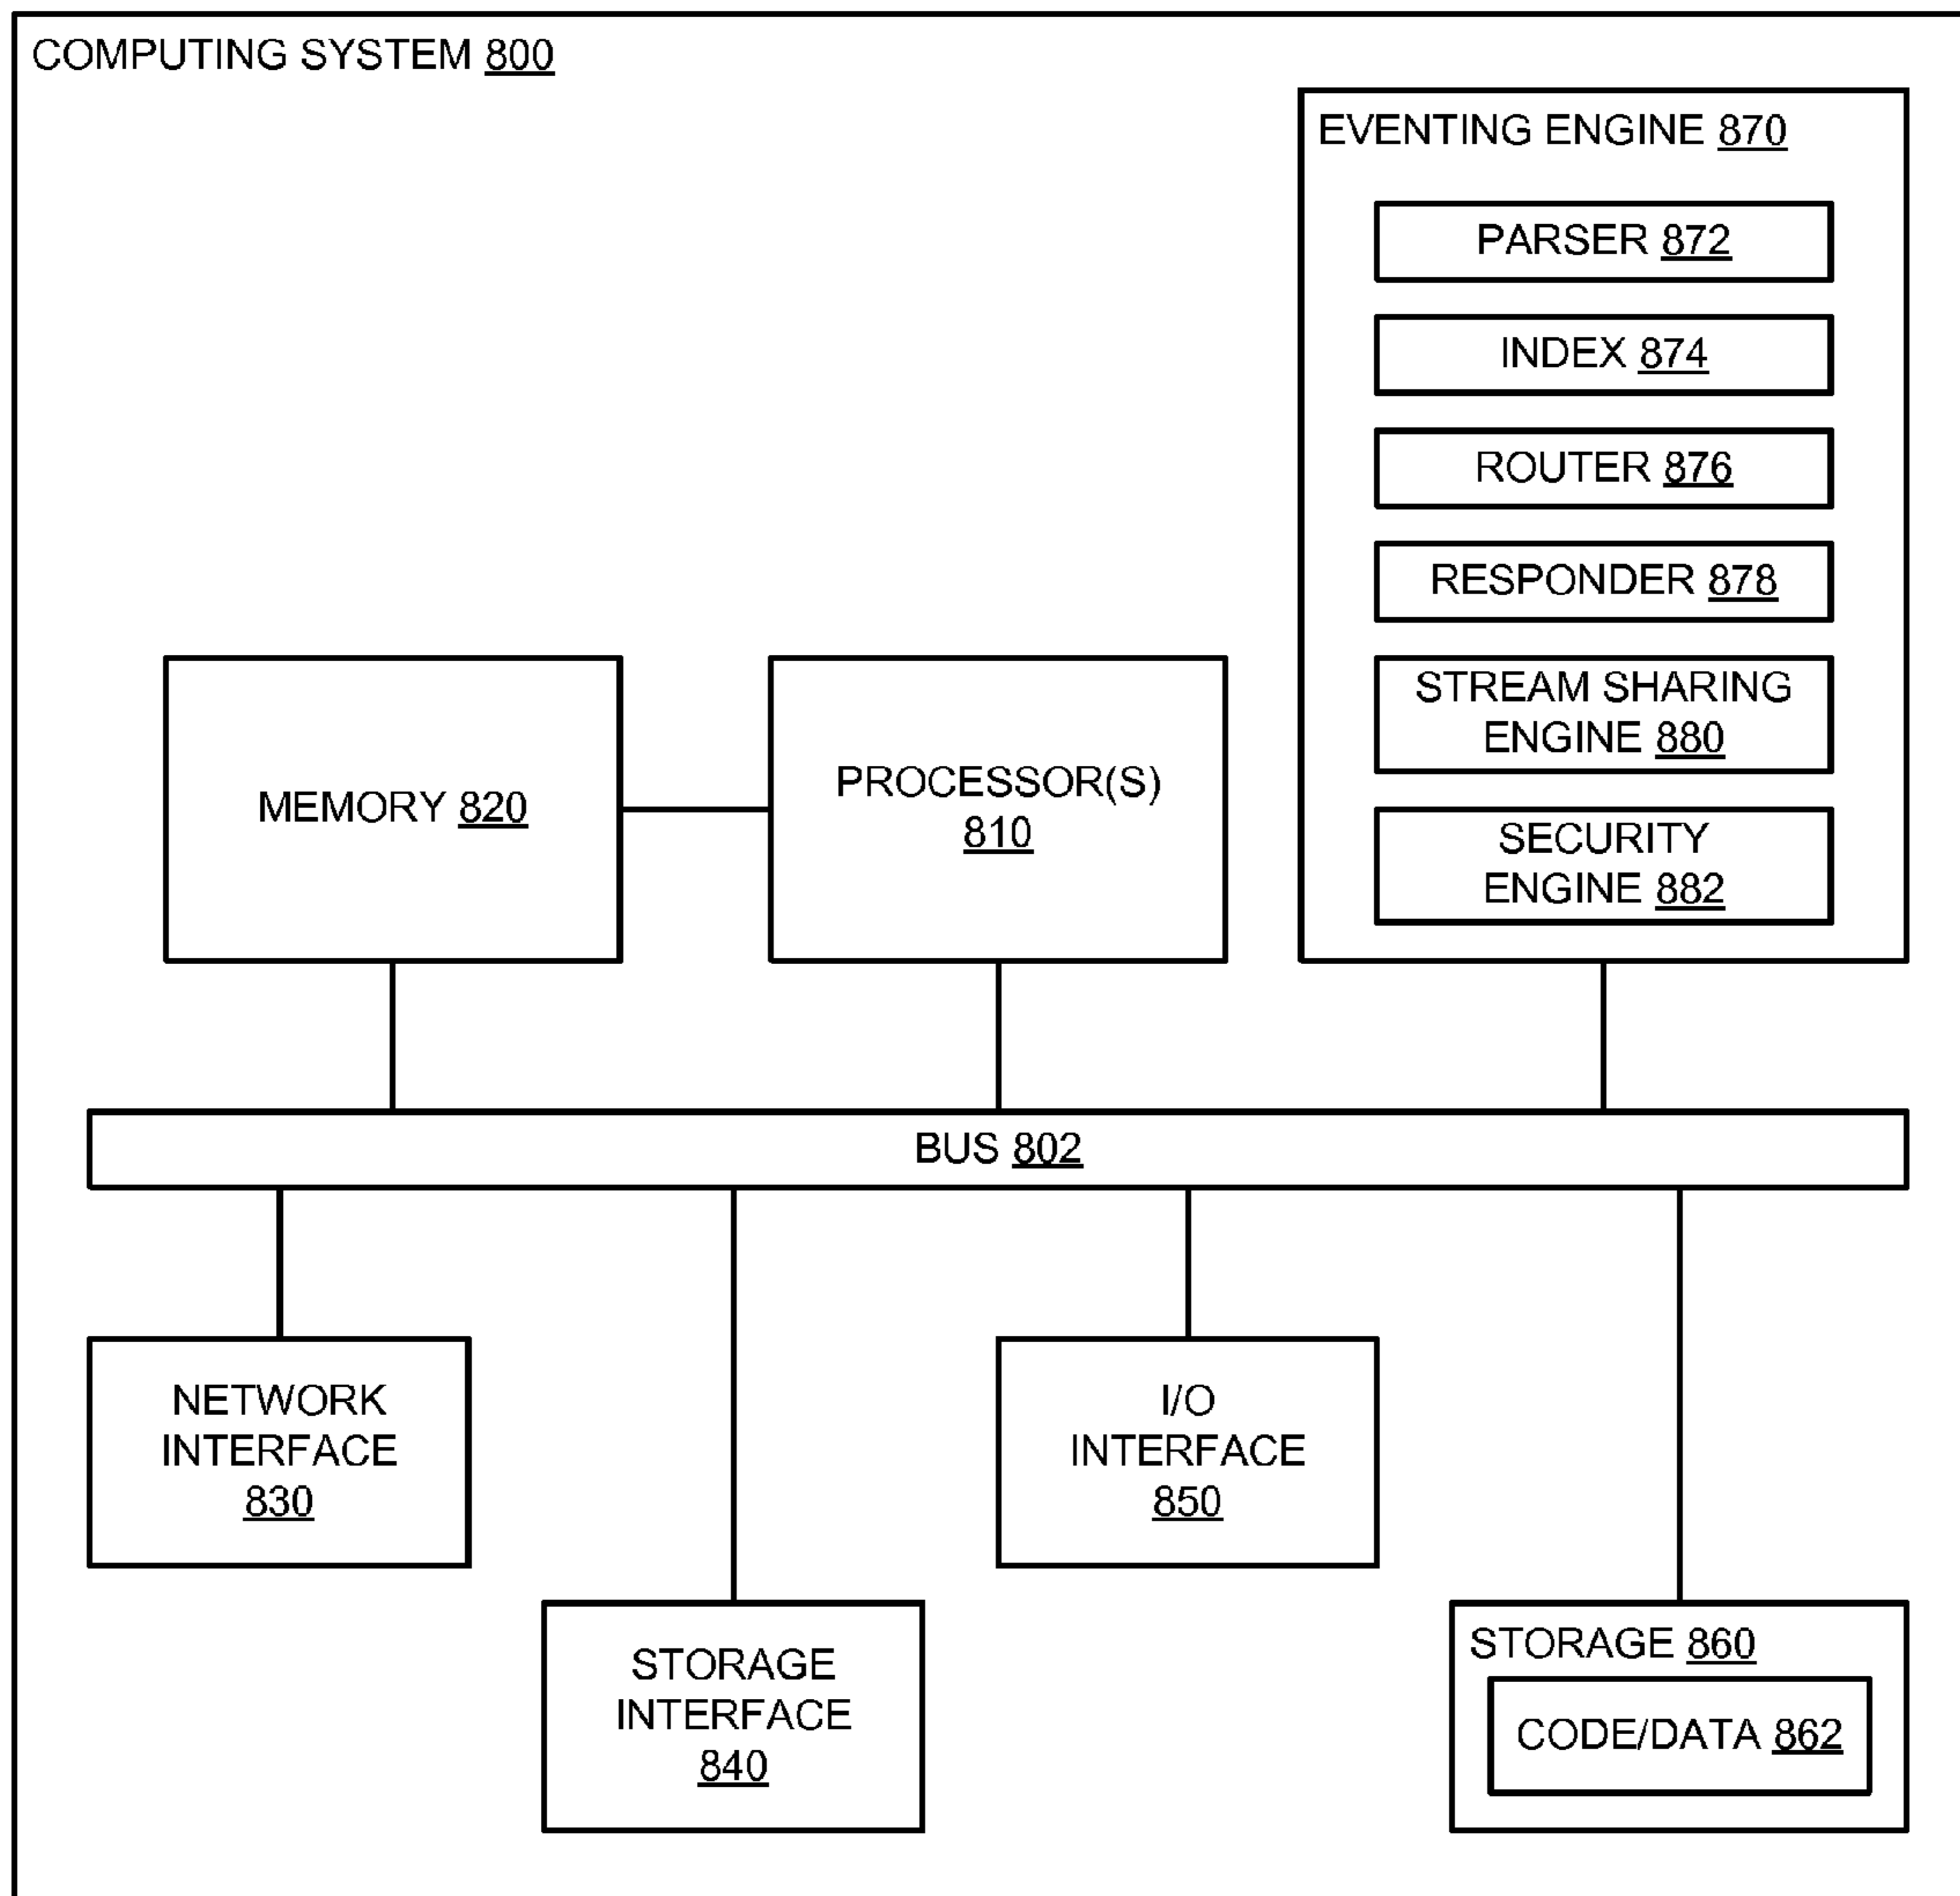 COMPUTING SYSTEM 800
EVENTING ENGINE 870
PARSER 872
INDEX 874
ROUTER 876
RESPONDER 878
STREAM SHARING
ENGINE 880
SECURITY
ENGINE 882
MEMORY 820
PROCESSOR(S)
810
BUS 802
NETWORK
INTERFACE
830
I/O
INTERFACE
850
STORAGE
INTERFACE
840
STORAGE 860
CODE/DATA 862